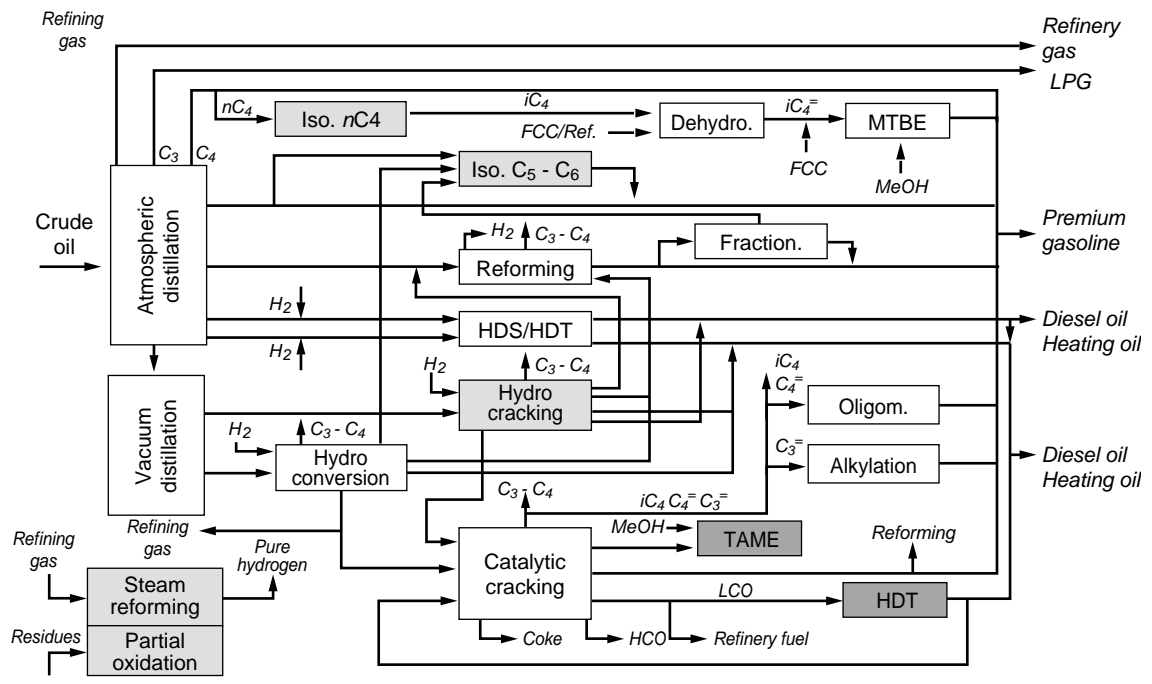 Refining
gas
Refinery
gas
LPG
nC4
Iso. nC4
iC4
FCC/Ref.
Dehydro.
iC4=
FCC
MTBE
MeOH
C3
C4
Iso. C5 - C6
Crude
oil
Atmospheric
distillation
H2
C3 - C4
Reforming
Fraction.
Premium
gasoline
H2
H2
HDS/HDT
Diesel oil
Heating oil
H2
C3 - C4
Hydro
cracking
iC4
C4=
Oligom.
Vacuum
distillation
H2
C3 - C4
Hydro
conversion
C3=
Alkylation
Diesel oil
Heating oil
C3 - C4
iC4 C4= C3=
MeOH
TAME
Reforming
Refining
gas
Refining
gas
Pure
hydrogen
Steam
reforming
Catalytic
cracking
LCO
HDT
Residues
Partial
oxidation
Coke
HCO
Refinery fuel